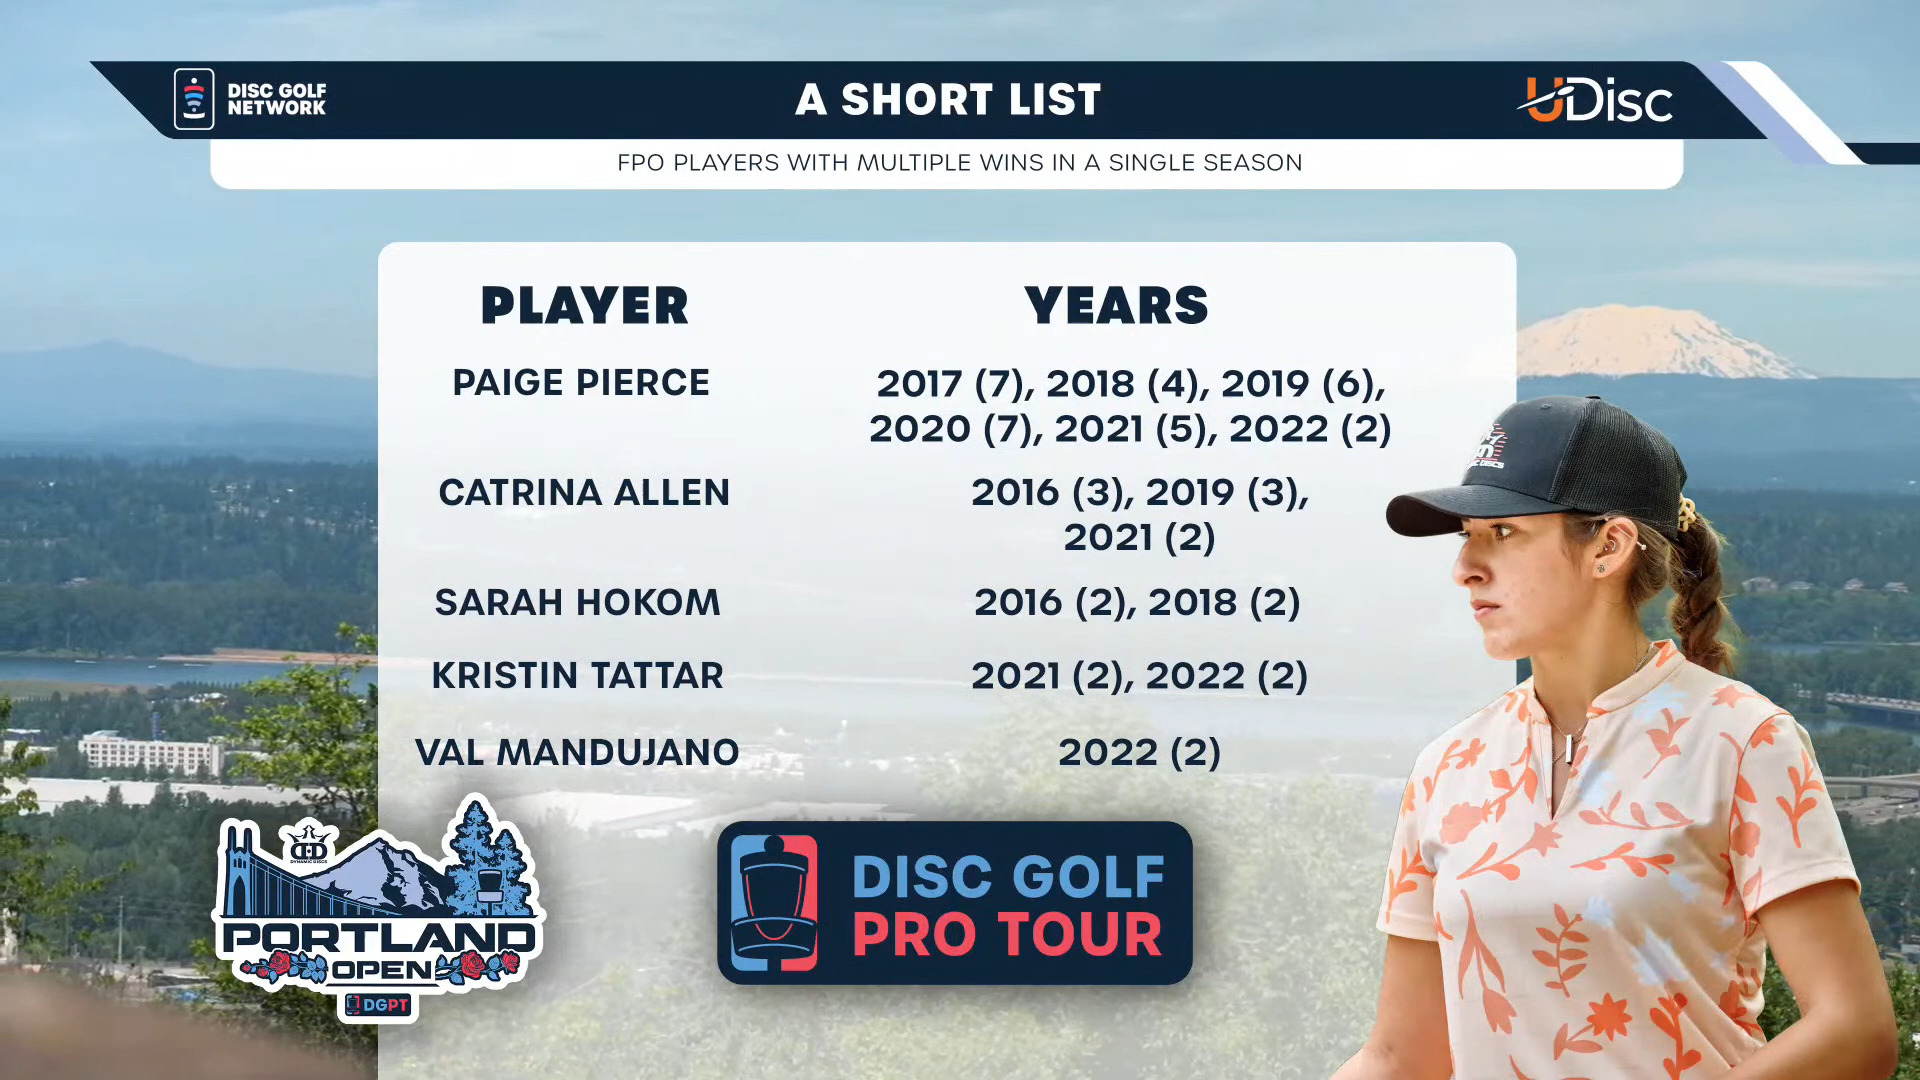 DISC GOLF
NETWORK
A SHORT LIST
UDisc
FPO PLAYERS WITH MULTIPLE WINS IN A SINGLE SEASON
PLAYER
YEARS
PAIGE PIERCE
2017 (7), 2018 (4), 2019 (6),
2020 (7), 2021 (5), 2022 (2)
CATRINA ALLEN
2016 (3), 2019 (3),
2021 (2)
SARAH HOKOM
2016 (2), 2018 (2)
KRISTIN TATTAR
2021 (2), 2022 (2)
VAL MANDUJANO
2022 (2)
DD
DYNAMIC DISCS
PORTLAND
OPEN
DGPT
DISC GOLF
PRO TOUR